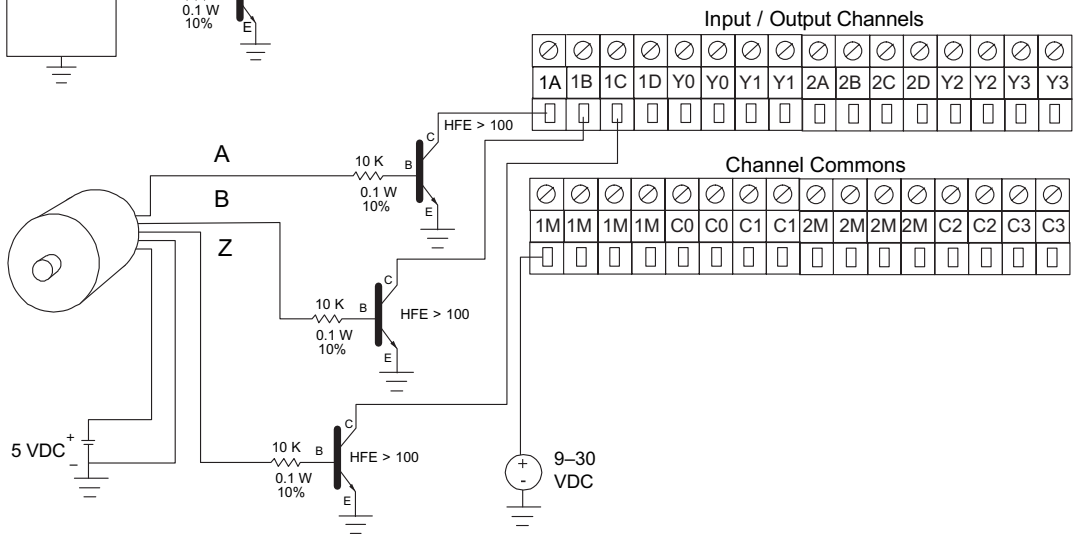 0.1 W
10%
E
Input / Output Channels
1A 1B 1C 1D Y0 Y0 Y1 Y1 2A 2B 2C 2D Y2 Y2 Y3 Y3
C
HFE > 100
A
10 K
B
0.1 W
10%
E
Channel Commons
1M 1M 1M 1M C0 C0 C1 C1 2M 2M 2M 2M C2 C2 C3 C3
B
Z
C
10 K
B
HFE > 100
0.1 W
10%
E
C
10 K
B
HFE > 100
0.1 W
10%
E
5 VDC
+
–
+
-
9–30
VDC